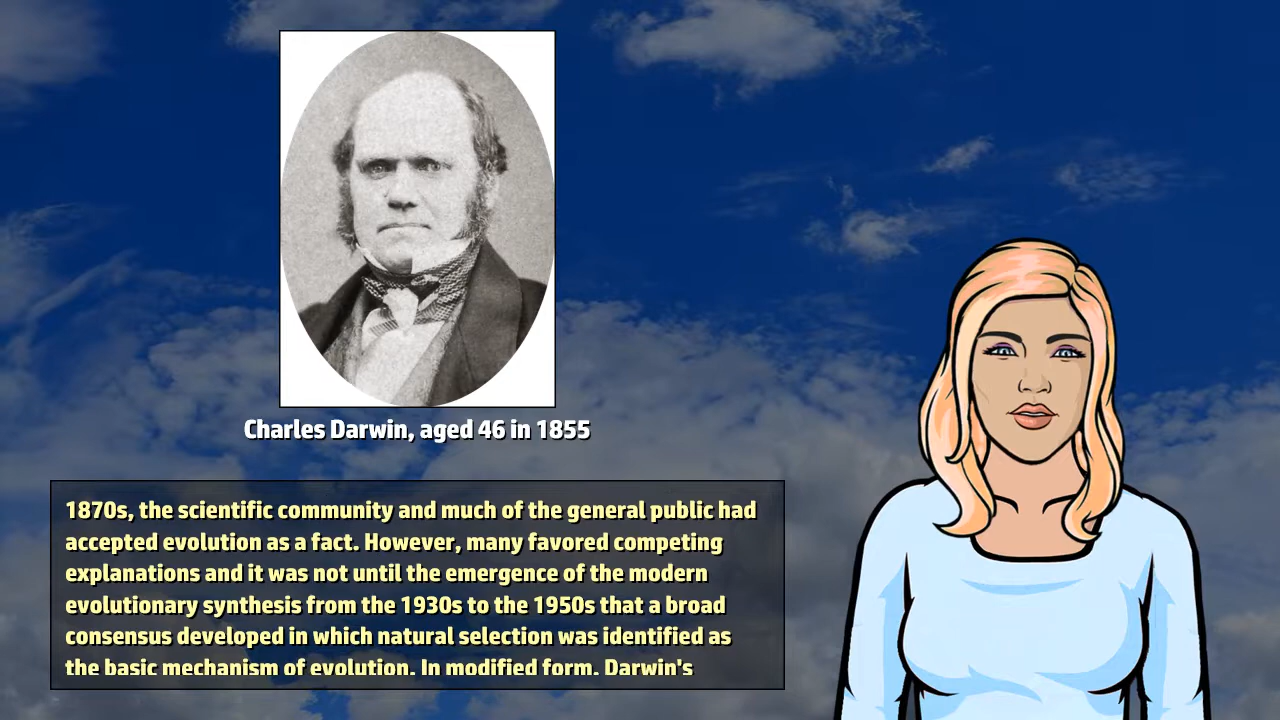 Charles Darwin, aged 46 in 1855
1870s, the scientific community and much of the general public had
accepted evolution as a fact. However, many favored competing
explanations and it was not until the emergence of the modern
evolutionary synthesis from the 1930s to the 1950s that a broad
consensus developed in which natural selection was identified as
the basic mechanism of evolution. In modified form, Darwin's